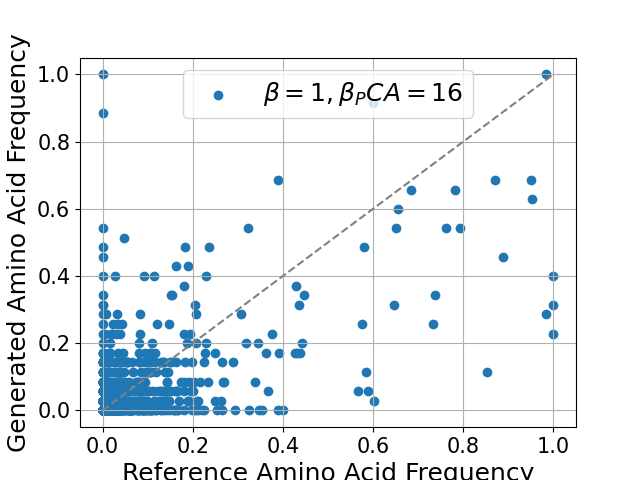 Generated Amino Acid Frequency
1.0
0.8
0.6
0.4
0.2
0.0
β = 1, β_PCA = 16
0.0 0.2 0.4 0.6 0.8 1.0
Reference Amino Acid Frequency